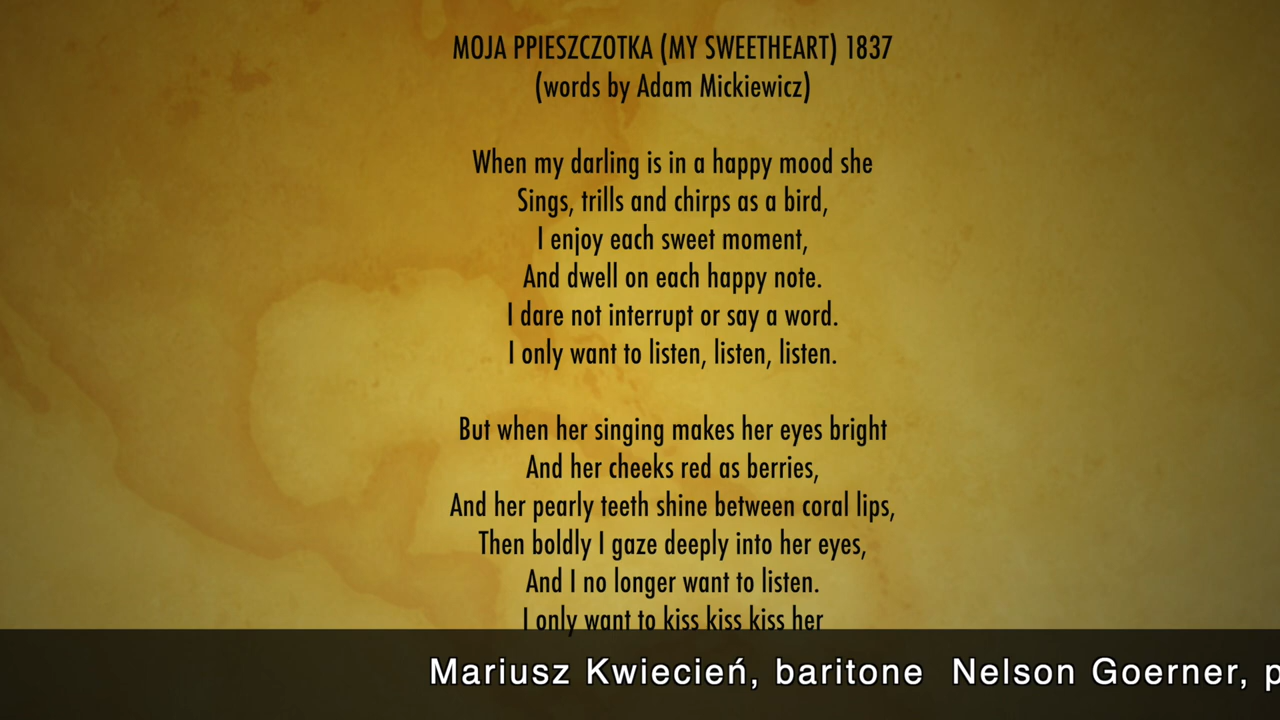 MOJA PPIESZCZOTKA (MY SWEETHEART) 1837
(words by Adam Mickiewicz)
When my darling is in a happy mood she
Sings, trills and chirps as a bird,
I enjoy each sweet moment,
And dwell on each happy note.
I dare not interrupt or say a word.
I only want to listen, listen, listen.
But when her singing makes her eyes bright
And her cheeks red as berries,
And her pearly teeth shine between coral lips,
Then boldly I gaze deeply into her eyes,
And I no longer want to listen.
I only want to kiss kiss kiss her
Mariusz Kwiecień, baritone  Nelson Goerner,